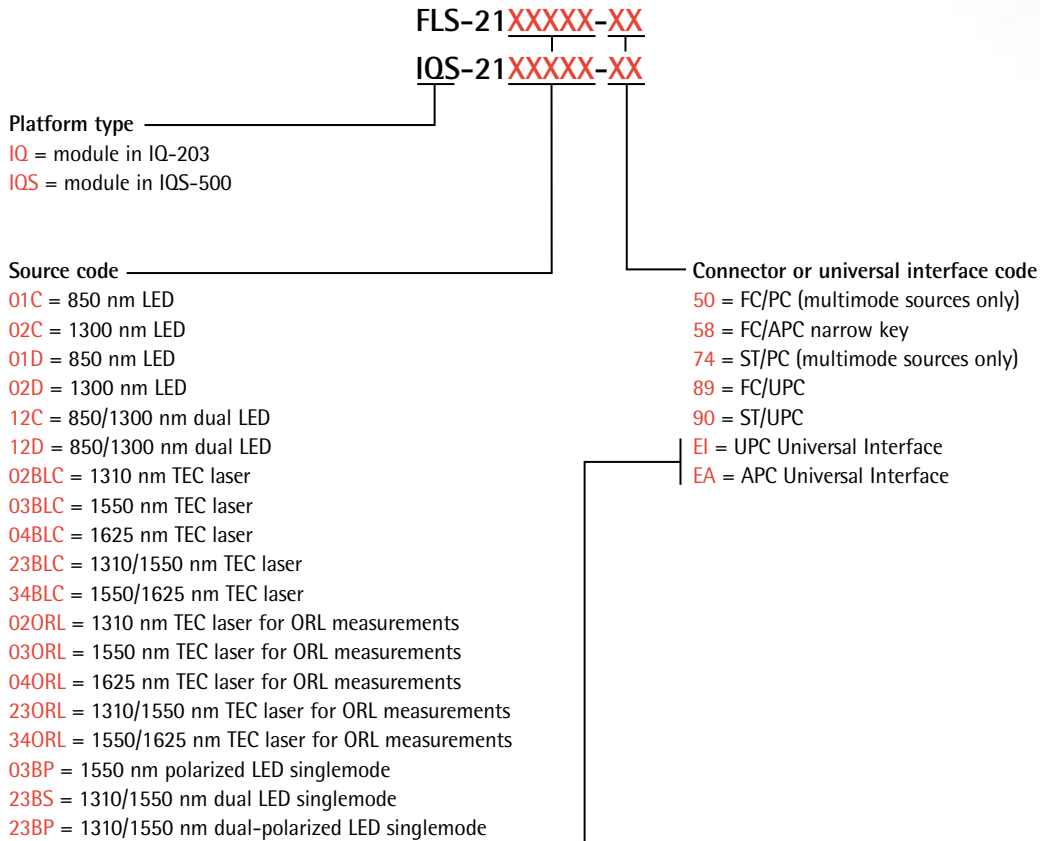 FLS-21XXXXX-XX
IQS-21XXXXX-XX
Platform type
IQ = module in IQ-203
IQS = module in IQS-500
Source code
01C = 850 nm LED
02C = 1300 nm LED
01D = 850 nm LED
02D = 1300 nm LED
12C = 850/1300 nm dual LED
12D = 850/1300 nm dual LED
02BLC = 1310 nm TEC laser
03BLC = 1550 nm TEC laser
04BLC = 1625 nm TEC laser
23BLC = 1310/1550 nm TEC laser
34BLC = 1550/1625 nm TEC laser
02ORL = 1310 nm TEC laser for ORL measurements
03ORL = 1550 nm TEC laser for ORL measurements
04ORL = 1625 nm TEC laser for ORL measurements
23ORL = 1310/1550 nm TEC laser for ORL measurements
34ORL = 1550/1625 nm TEC laser for ORL measurements
03BP = 1550 nm polarized LED singlemode
23BS = 1310/1550 nm dual LED singlemode
23BP = 1310/1550 nm dual-polarized LED singlemode
Connector or universal interface code
50 = FC/PC (multimode sources only)
58 = FC/APC narrow key
74 = ST/PC (multimode sources only)
89 = FC/UPC
90 = ST/UPC
EI = UPC Universal Interface
EA = APC Universal Interface